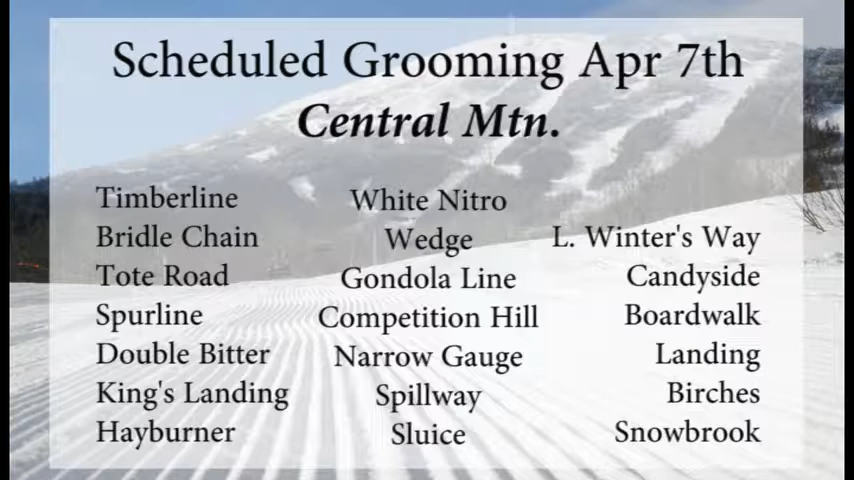 Scheduled Grooming Apr 7th
Central Mtn.
Timberline
Bridle Chain
Tote Road
Spurline
Double Bitter
King's Landing
Hayburner
White Nitro
Wedge
Gondola Line
Competition Hill
Narrow Gauge
Spillway
Sluice
L. Winter's Way
Candyside
Boardwalk
Landing
Birches
Snowbrook